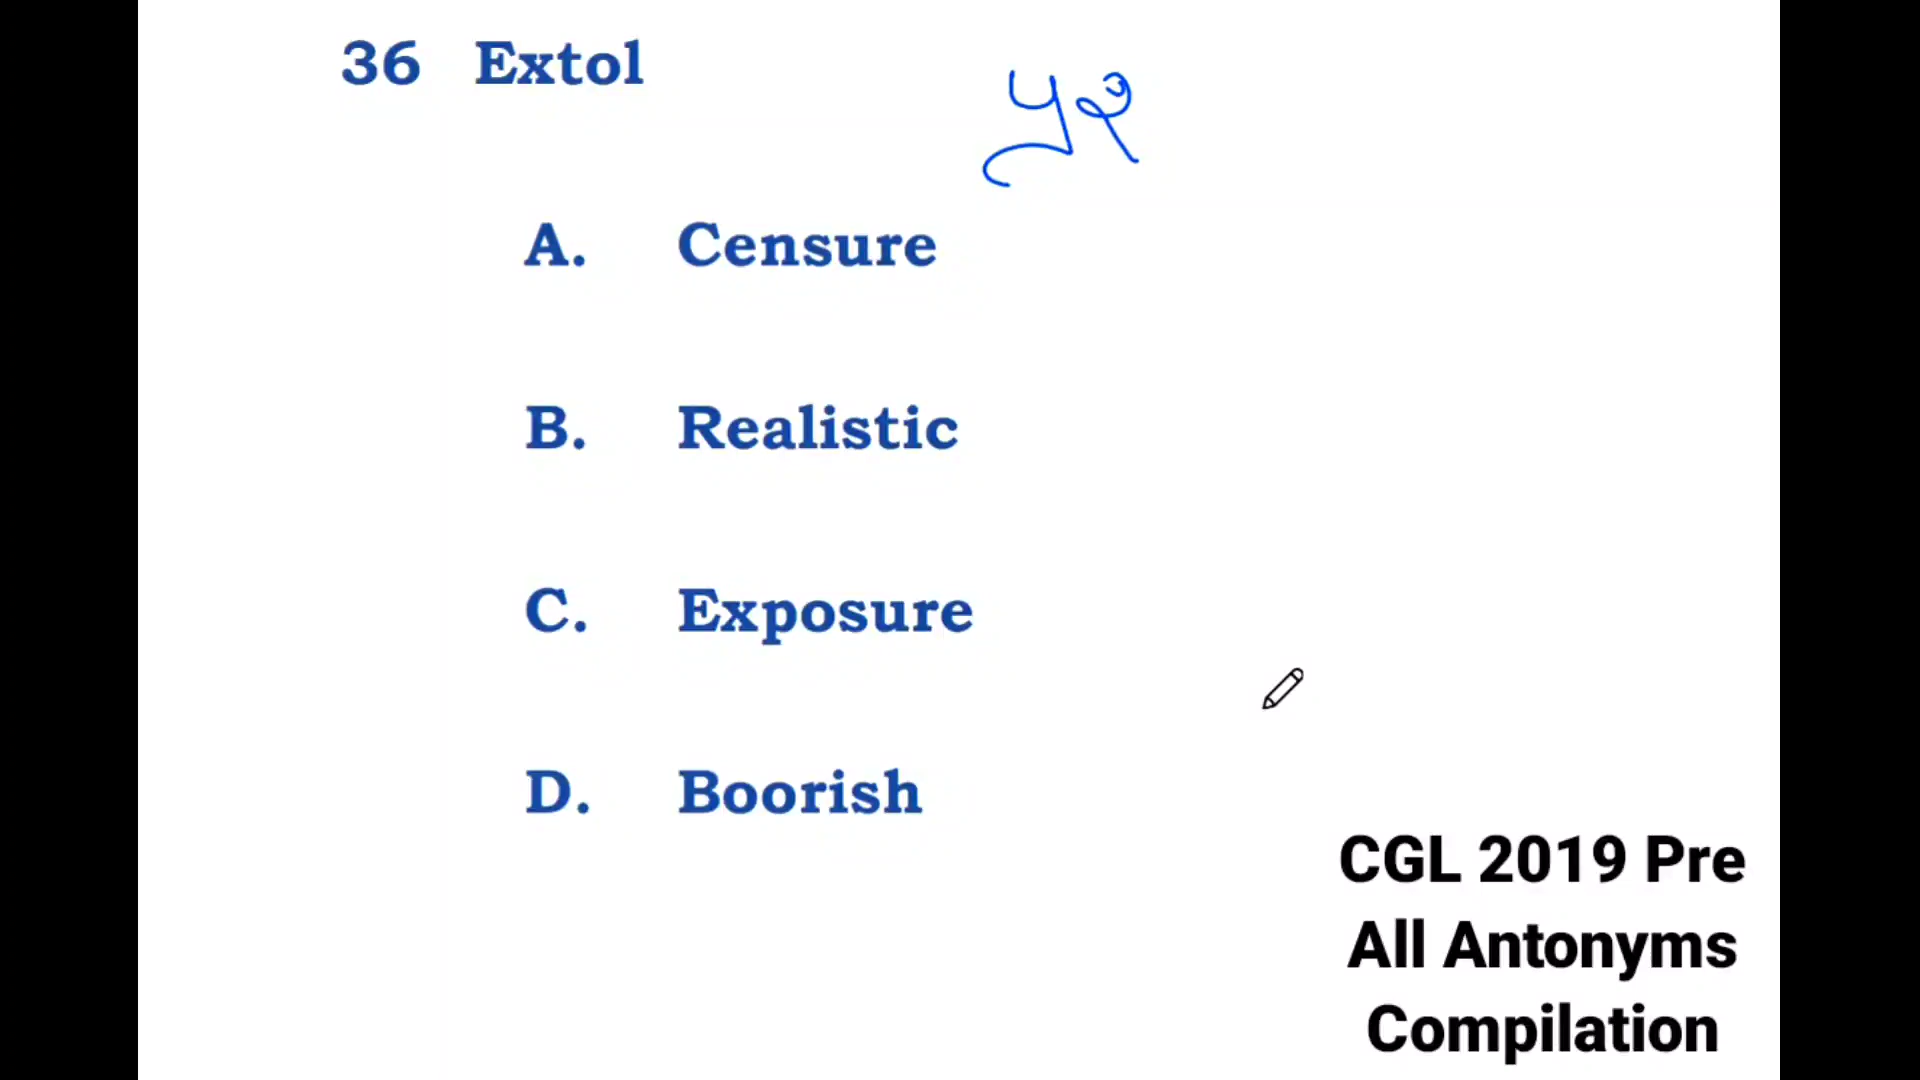 36 Extol
A. Censure
B. Realistic
C. Exposure
D. Boorish
CGL 2019 Pre
All Antonyms
Compilation